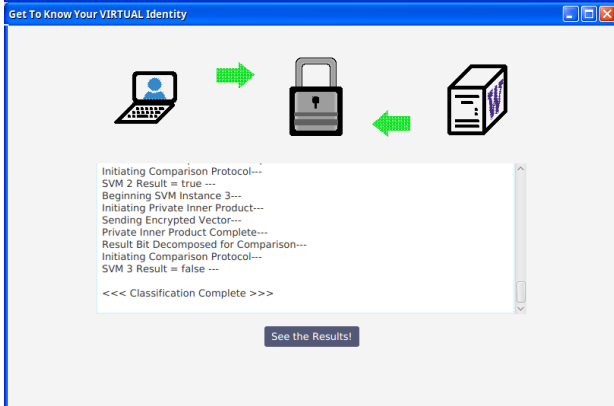 Get To Know Your VIRTUAL Identity
W
Initiating Comparison Protocol---
SVM 2 Result = true ---
Beginning SVM Instance 3---
Initiating Private Inner Product---
Sending Encrypted Vector---
Private Inner Product Complete---
Result Bit Decomposed for Comparison---
Initiating Comparison Protocol---
SVM 3 Result = false ---
<<< Classification Complete >>>
See the Results!